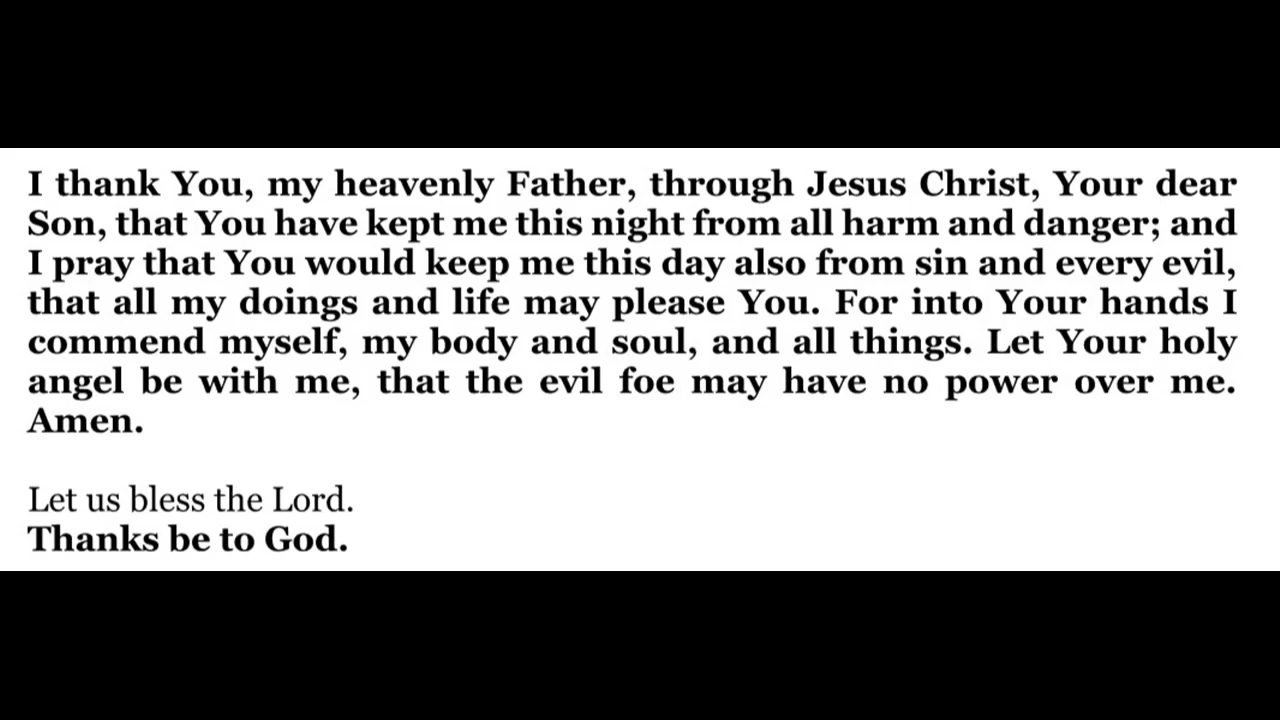 I thank You, my heavenly Father, through Jesus Christ, Your dear
Son, that You have kept me this night from all harm and danger; and
I pray that You would keep me this day also from sin and every evil,
that all my doings and life may please You. For into Your hands I
commend myself, my body and soul, and all things. Let Your holy
angel be with me, that the evil foe may have no power over me.
Amen.
Let us bless the Lord.
Thanks be to God.